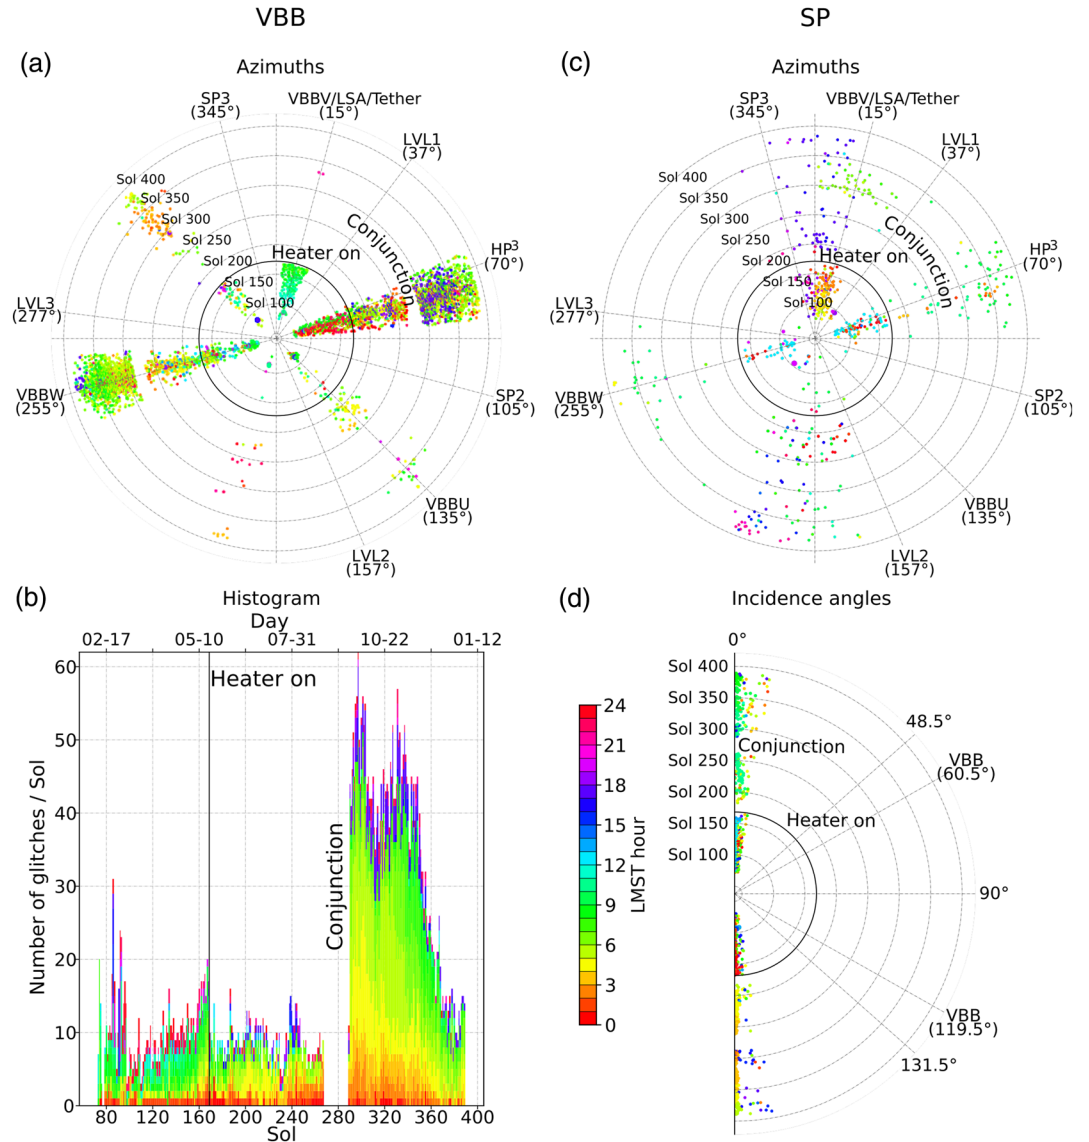 VBB
SP
(a)
Azimuths
SP3
(345°)
VBBV/LSA/Tether
(15°)
LVL1
(37°)
HP³
(70°)
SP2
(105°)
VBBU
(135°)
LVL2
(157°)
VBBW
(255°)
LVL3
(277°)
Sol 400
Sol 350
Sol 300
Sol 250
Sol 200
Sol 150
Sol 100
Heater on
Conjunction
(c)
Azimuths
SP3
(345°)
VBBV/LSA/Tether
(15°)
LVL1
(37°)
HP³
(70°)
SP2
(105°)
VBBU
(135°)
LVL2
(157°)
VBBW
(255°)
LVL3
(277°)
Sol 400
Sol 350
Sol 300
Sol 250
Sol 200
Sol 150
Sol 100
Heater on
Conjunction
(b)
Histogram
Day
02-17 05-10 07-31 10-22 01-12
Heater on
Conjunction
Number of glitches / Sol
60
50
40
30
20
10
0
80 120 160 200 240 280 320 360 400
Sol
24
21
18
15
12
9
6
3
0
LMST hour
(d)
Incidence angles
0°
48.5°
VBB
(60.5°)
90°
VBB
(119.5°)
131.5°
Sol 400
Sol 350
Sol 300
Conjunction
Sol 250
Sol 200
Heater on
Sol 150
Sol 100